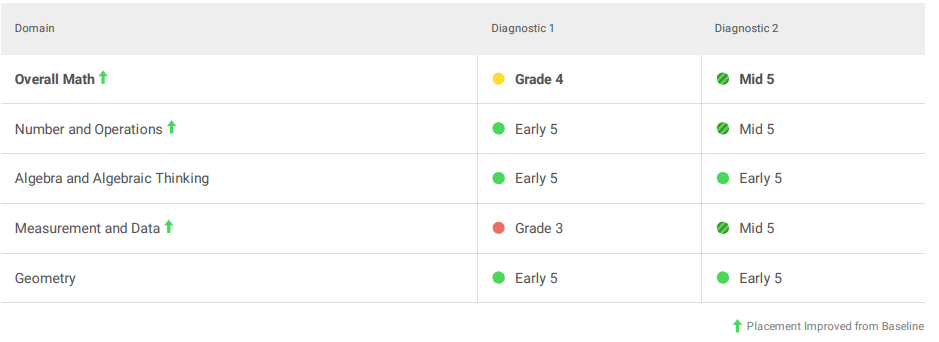 Domain Diagnostic 1 Diagnostic 2
Overall Math Grade 4 Mid 5
Number and Operations Early 5 Mid 5
Algebra and Algebraic Thinking Early 5 Early 5
Measurement and Data Grade 3 Mid 5
Geometry Early 5 Early 5
Placement Improved from Baseline